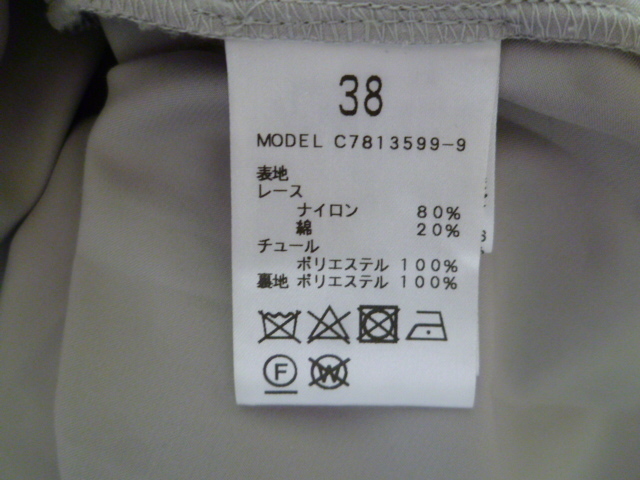 38
MODEL C7813599-9
表地
レース
ナイロン 80%
綿 20%
チュール
ポリエステル 100%
裏地 ポリエステル 100%
F W